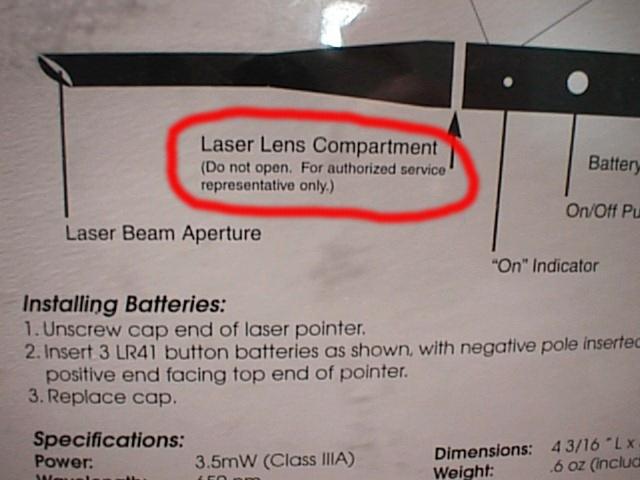 Laser Lens Compartment
(Do not open. For authorized service
representative only.)
Battery
On/Off
Laser Beam Aperture
"On" Indicator
Installing Batteries:
1. Unscrew cap end of laser pointer.
2. Insert 3 LR41 button batteries as shown, with negative pole inserted
positive end facing top end of pointer.
3. Replace cap.
Specifications:
Power: 3.5mW (Class IIIA)
Dimensions: 4 3/16 " L x
Weight: .6 oz